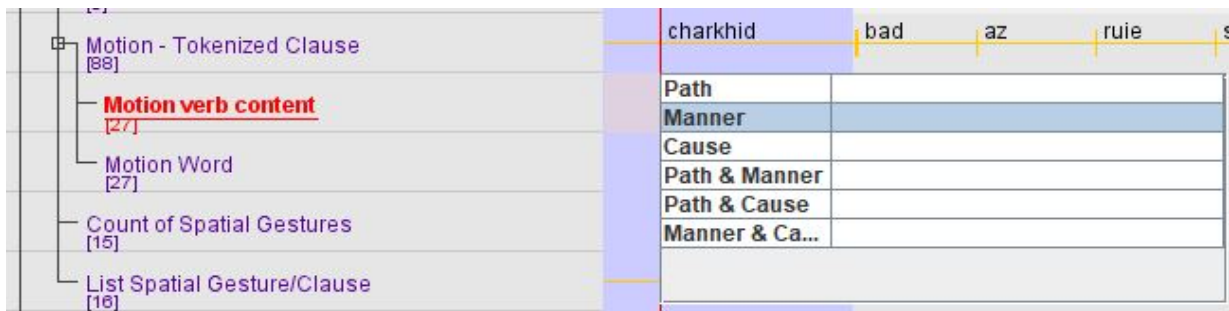 charkhid bad az ruie
Motion - Tokenized Clause
[88]
Path
Motion verb content
[27]
Manner
Cause
Motion Word
[27]
Path & Manner
Path & Cause
Count of Spatial Gestures
[15]
Manner & Ca...
List Spatial Gesture/Clause
[16]